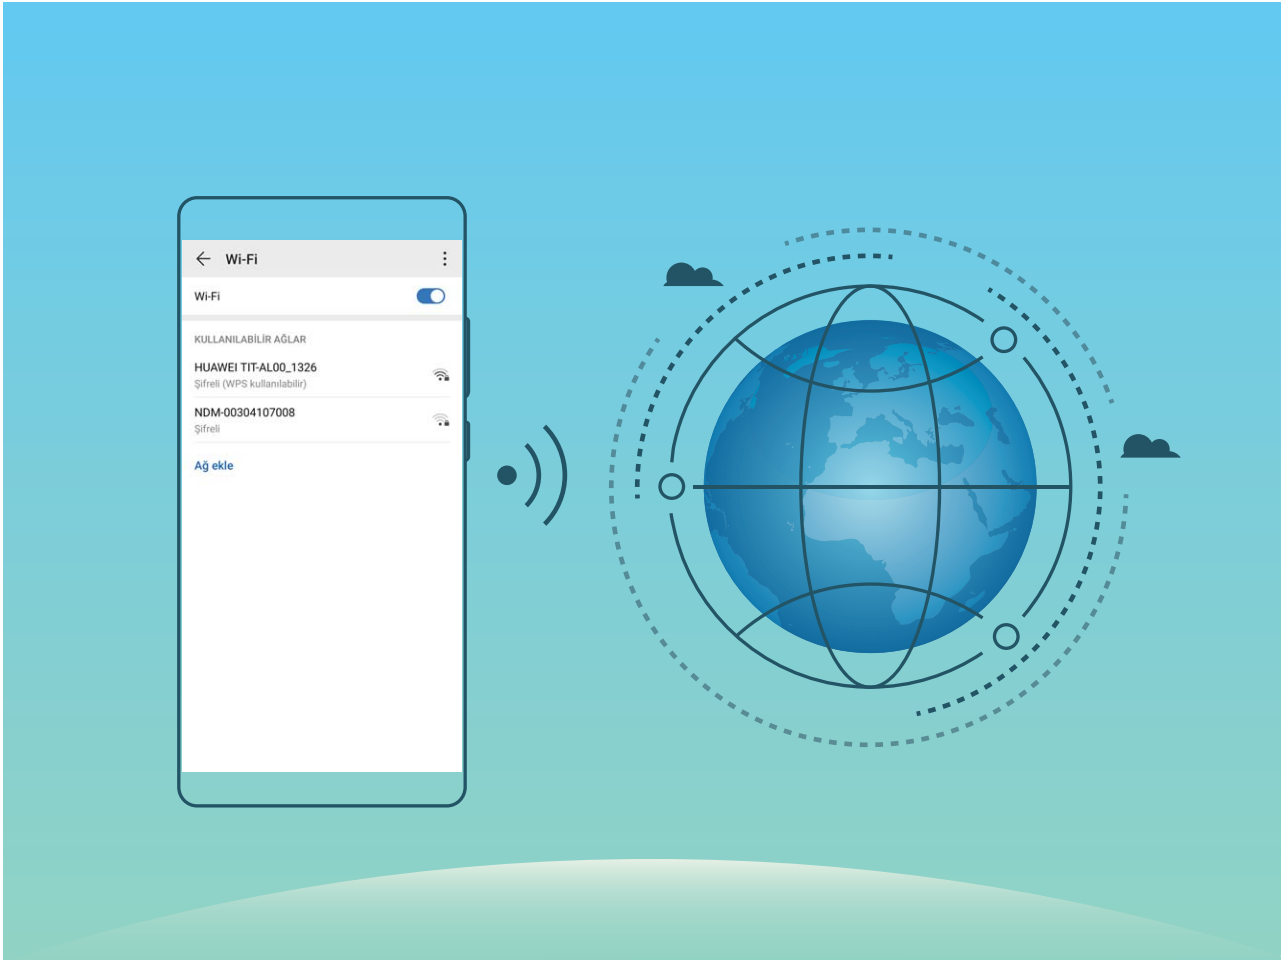 Wi-Fi
Wi-Fi
KULLANILABİLİR AĞLAR
HUAWEI TIT-AL00_1326
Şifreli (WPS kullanılabilir)
NDM-00304107008
Şifreli
Ağ ekle